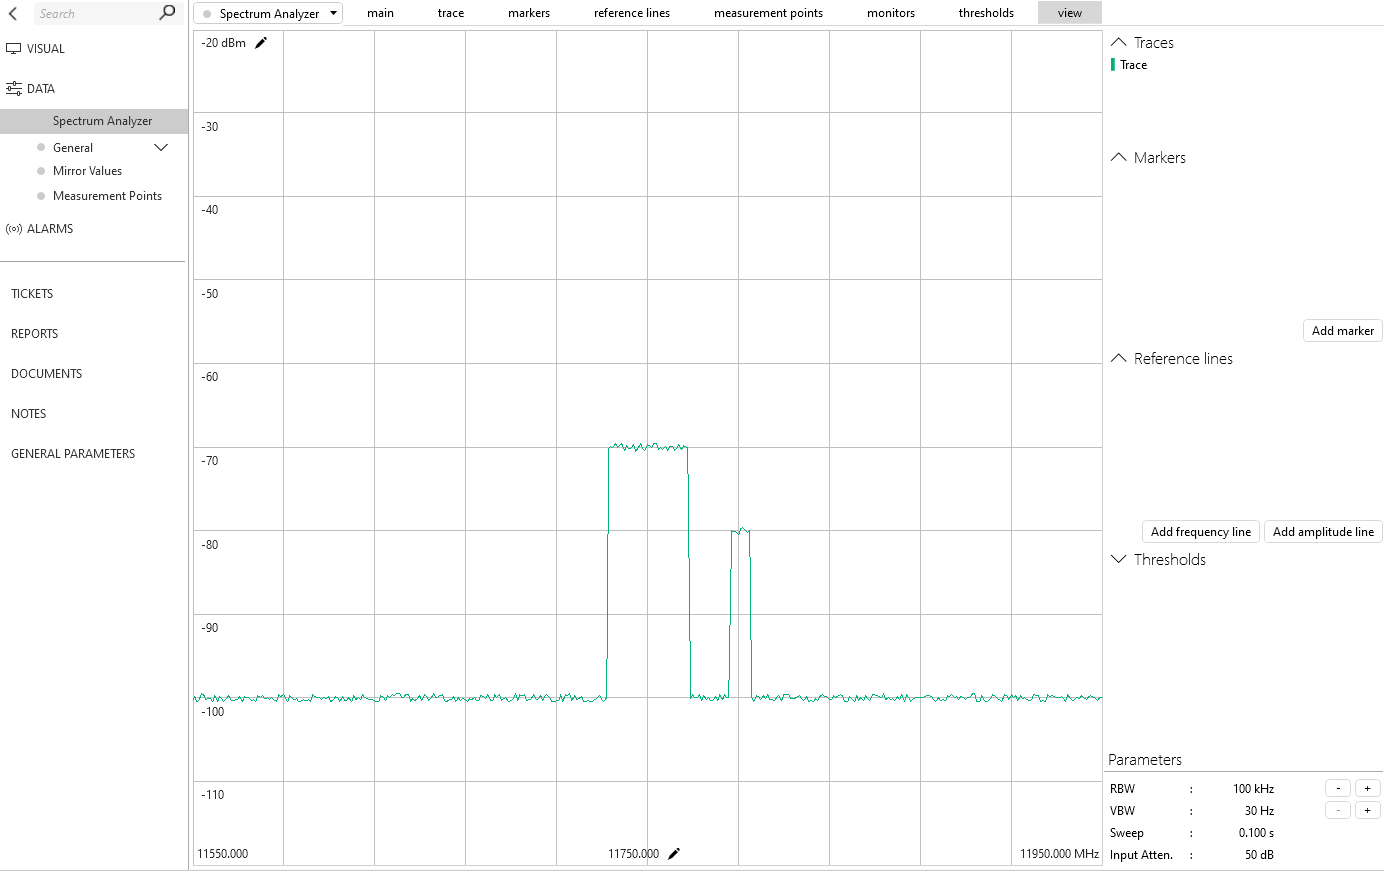 Search
Spectrum Analyzer
main
trace
markers
reference lines
measurement points
monitors
thresholds
view
VISUAL
DATA
Spectrum Analyzer
General
Mirror Values
Measurement Points
ALARMS
TICKETS
REPORTS
DOCUMENTS
NOTES
GENERAL PARAMETERS
-20 dBm
-30
-40
-50
-60
-70
-80
-90
-100
-110
11550.000
11750.000
11950.000 MHz
Traces
Trace
Markers
Add marker
Reference lines
Add frequency line
Add amplitude line
Thresholds
Parameters
RBW : 100 kHz - +
VBW : 30 Hz - +
Sweep : 0.100 s
Input Atten. : 50 dB